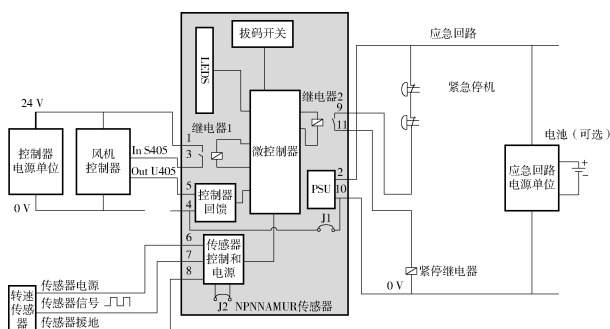 拔码开关
应急回路
LEDS
继电器2
9
11
紧急停机
24 V
继电器1
1
3
In S405
Out U405
微控制器
电池（可选）
+
−
控制器
电源单位
风机
控制器
5
4
控制器
回馈
PSU
2
10
应急回路
电源单位
0 V
J1
6
7
8
传感器
控制和
电源
紧停继电器
0 V
转速
传感
器
传感器电源
传感器信号
传感器拔地
J2
NPNNAMUR传感器